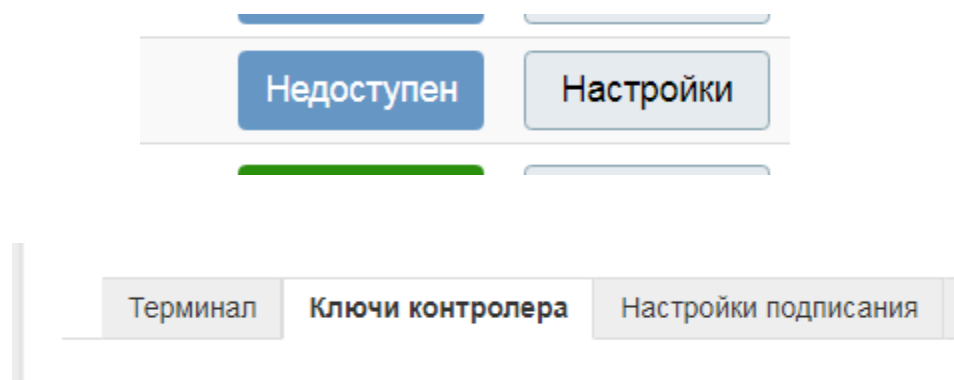 Недоступен Настройки
Терминал Ключи контролера Настройки подписания